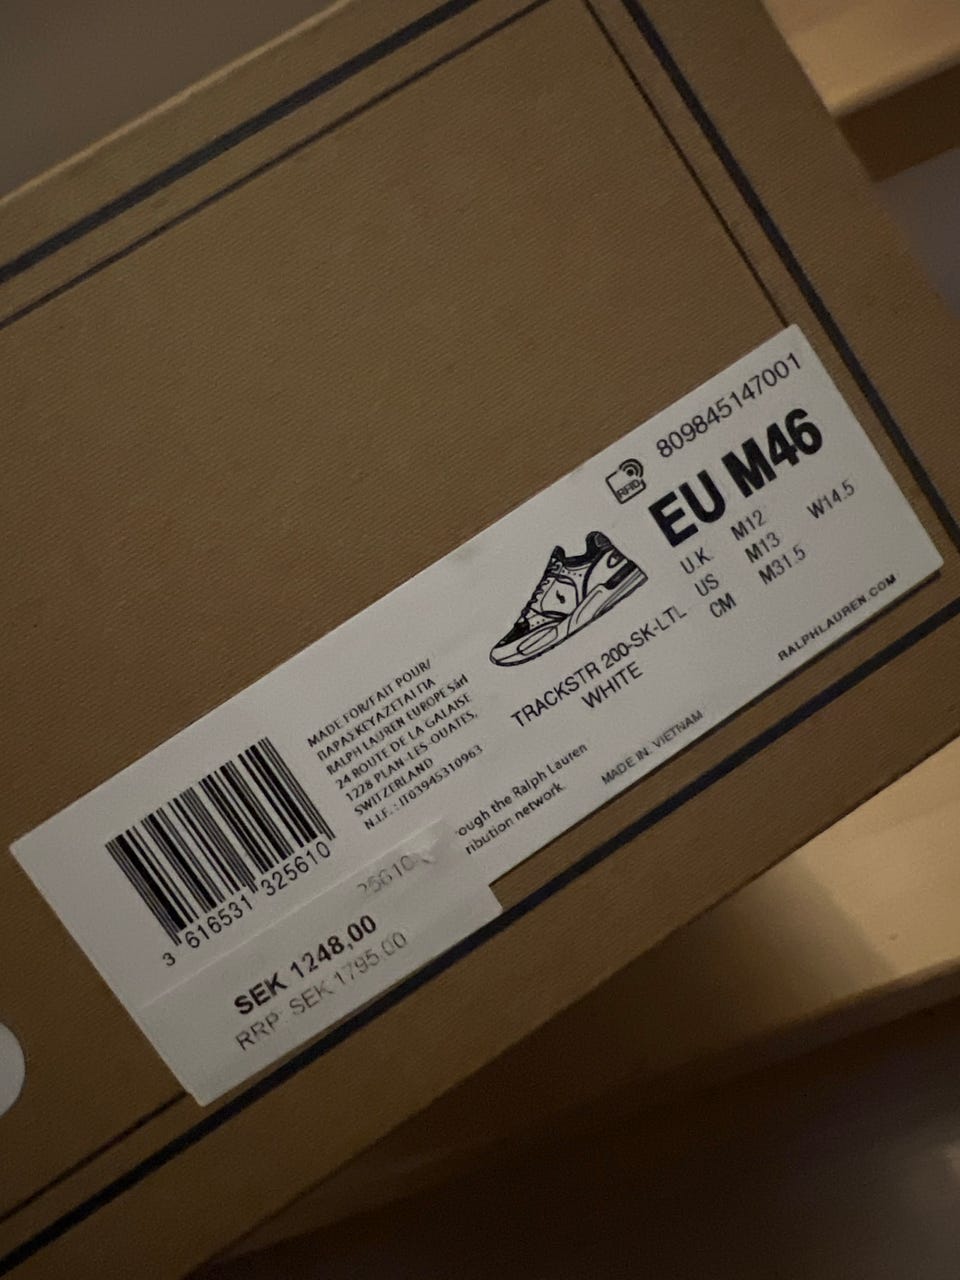 809845147001
RFID
EU M46
U.K M12
US M13 W14.5
CM M31.5
RALPHLAUREN.COM
TRACKSTR 200-SK-LTL
WHITE
MADE IN VIETNAM
MADE FOR/FAIT POUR/
ΠΑΡΑΣΚΕΥΑΖΕΤΑΙ ΓΙΑ
RALPH LAUREN EUROPE Sàrl
24 ROUTE DE LA GALAISE
1228 PLAN-LES-OUATES,
SWITZERLAND
N.I.F. : IT03945310963
ough the Ralph Lauren
ribution network.
3 616531 325610
25610
SEK 1248,00
RRP: SEK 1795.00